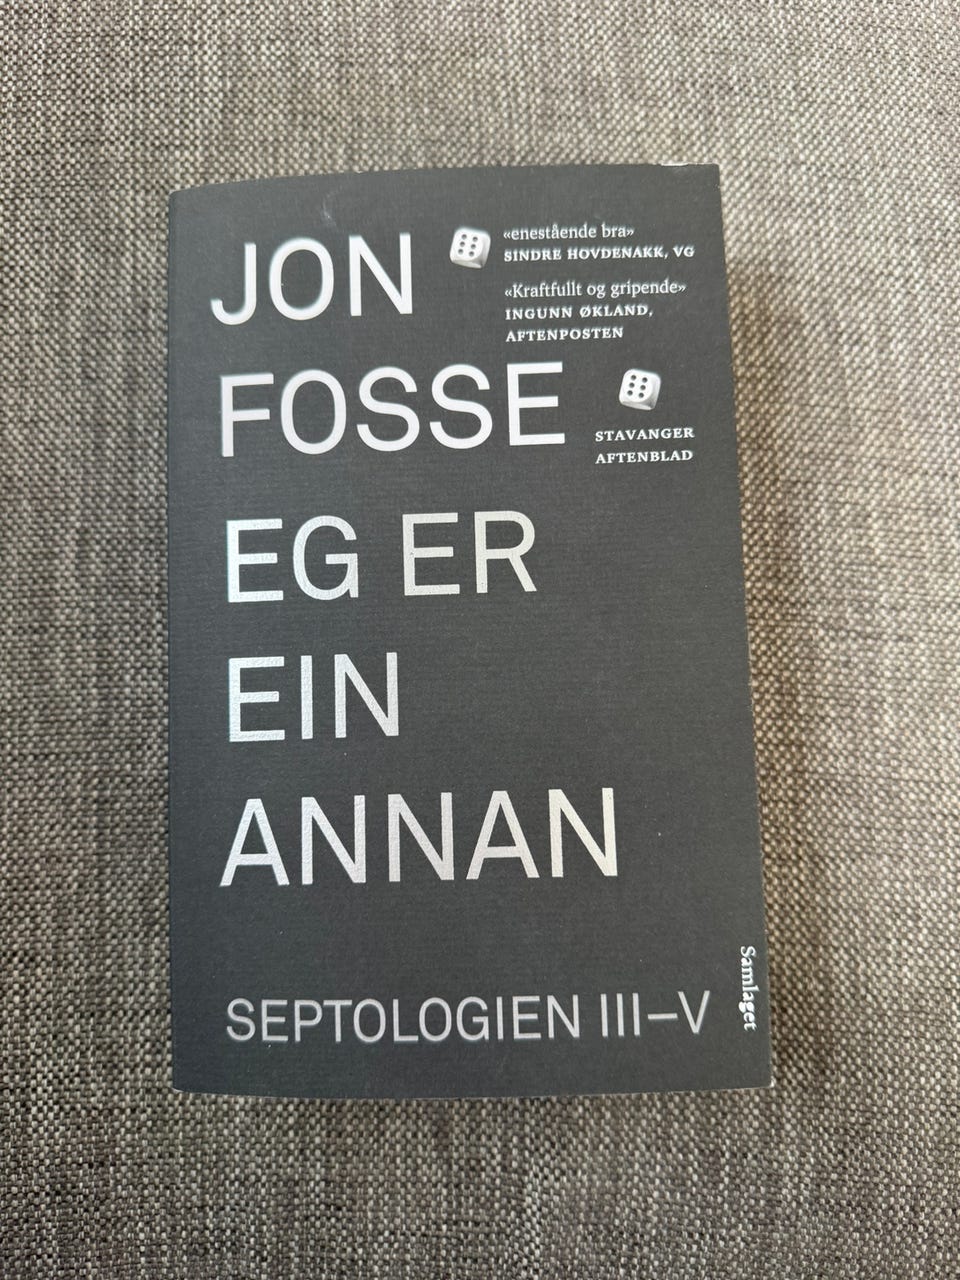 JON
«enestående bra»
SINDRE HOVDENAKK, VG
«Kraftfullt og gripende»
INGUNN ØKLAND,
AFTENPOSTEN
FOSSE
STAVANGER
AFTENBLAD
EG ER
EIN
ANNAN
SEPTOLOGIEN III–V
Samlaget